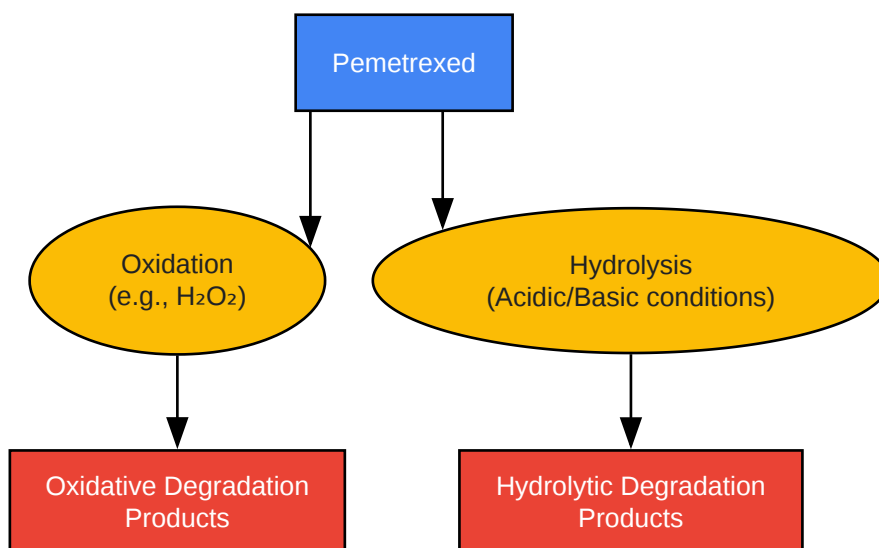 Pemetrexed
Oxidation
(e.g., H₂O₂)
Hydrolysis
(Acidic/Basic conditions)
Oxidative Degradation
Products
Hydrolytic Degradation
Products